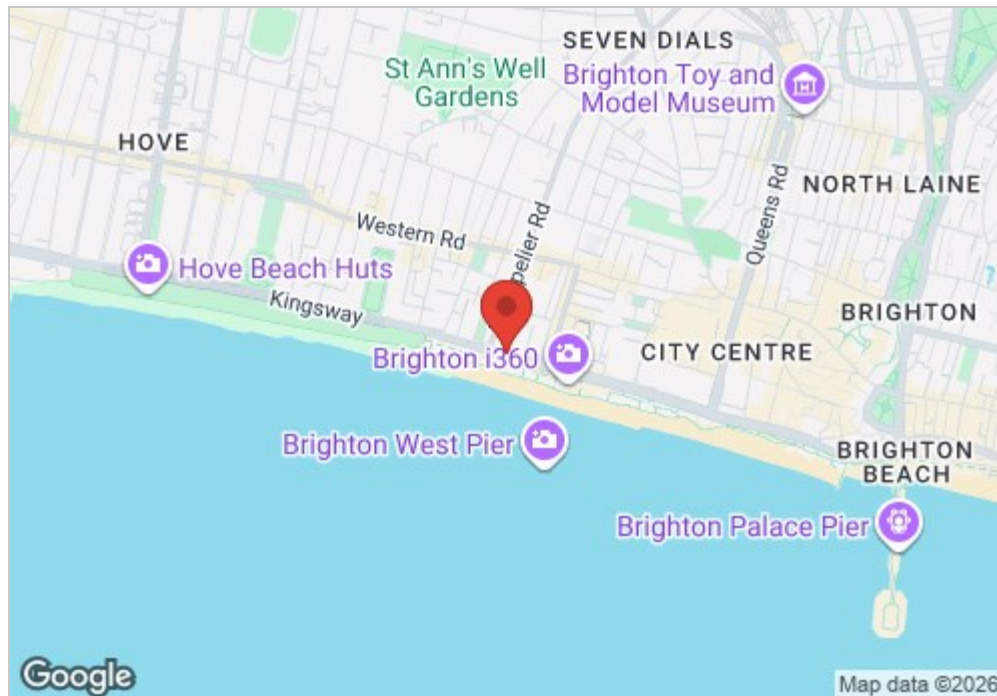 SEVEN DIALS
St Ann's Well
Gardens
Brighton Toy and
Model Museum
HOVE
NORTH LAINE
Western Rd
pelier Rd
Queens Rd
Hove Beach Huts
Kingsway
BRIGHTON
Brighton i360
CITY CENTRE
Brighton West Pier
BRIGHTON
BEACH
Brighton Palace Pier
Google
Map data ©2026